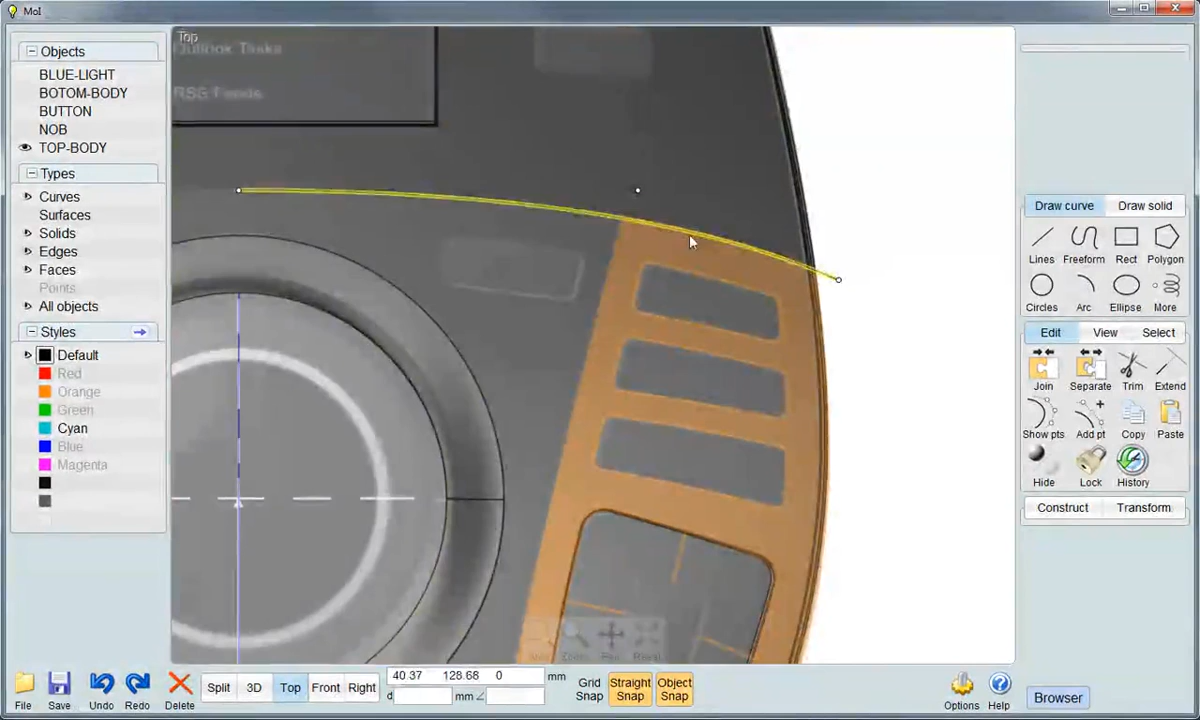 MoI
Objects
BLUE-LIGHT
BOTOM-BODY
BUTTON
NOB
TOP-BODY
Types
Curves
Surfaces
Solids
Edges
Faces
Points
All objects
Styles
Default
Red
Orange
Green
Cyan
Blue
Magenta
Top
Outlook Tasks
RSS Feeds
Draw curve Draw solid
Lines Freeform Rect Polygon
Circles Arc Ellipse More
Edit View Select
Join Separate Trim Extend
Show pts Add pt Copy Paste
Hide Lock History
Construct Transform
Zoom Pan Reset
File Save Undo Redo Delete
Split 3D Top Front Right
40.37 128.68 0 mm
d mm∠
Grid Snap
Straight Snap
Object Snap
Browser
Options Help